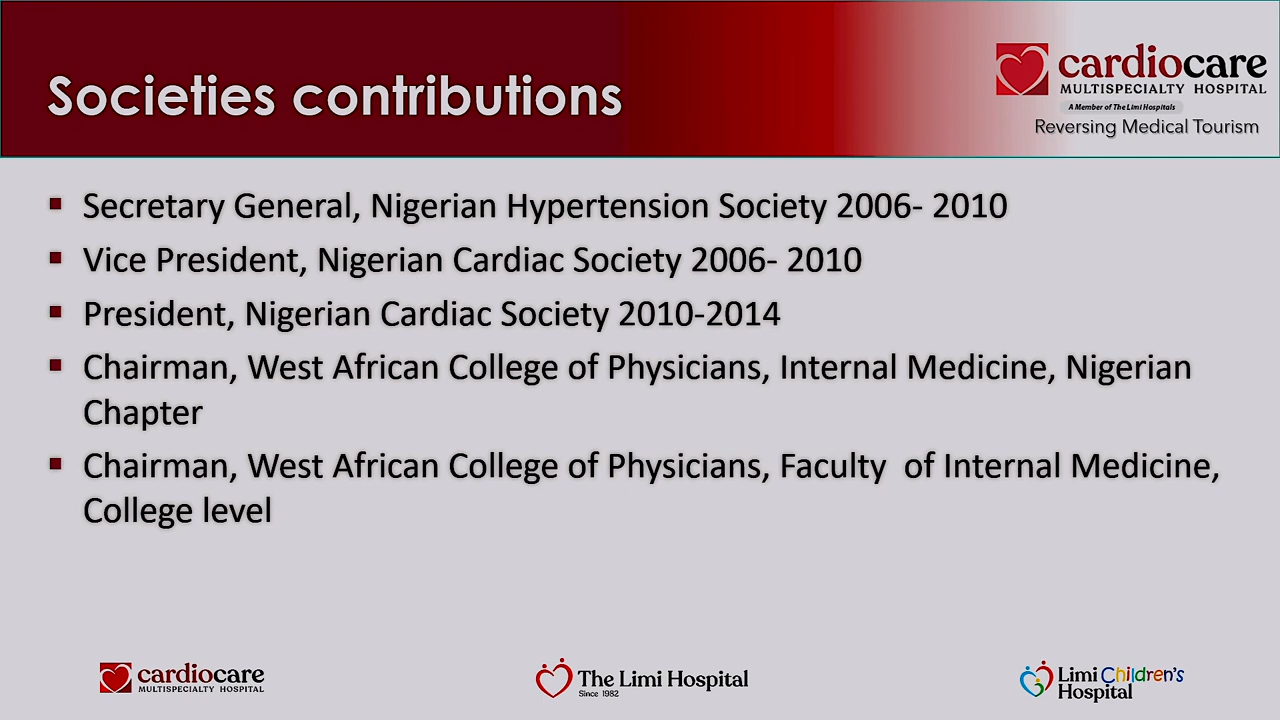 Societies contributions
cardiocare
MULTISPECIALTY HOSPITAL
A Member of The Limi Hospitals
Reversing Medical Tourism
Secretary General, Nigerian Hypertension Society 2006- 2010
Vice President, Nigerian Cardiac Society 2006- 2010
President, Nigerian Cardiac Society 2010-2014
Chairman, West African College of Physicians, Internal Medicine, Nigerian
Chapter
Chairman, West African College of Physicians, Faculty  of Internal Medicine,
College level
cardiocare
MULTISPECIALTY HOSPITAL
The Limi Hospital
Since 1982
Limi Children's
Hospital